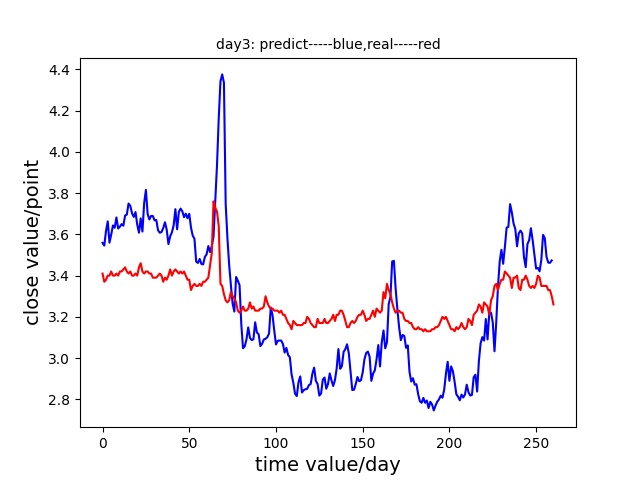 day3: predict-----blue,real-----red
close value/point
4.4
4.2
4.0
3.8
3.6
3.4
3.2
3.0
2.8
0 50 100 150 200 250
time value/day